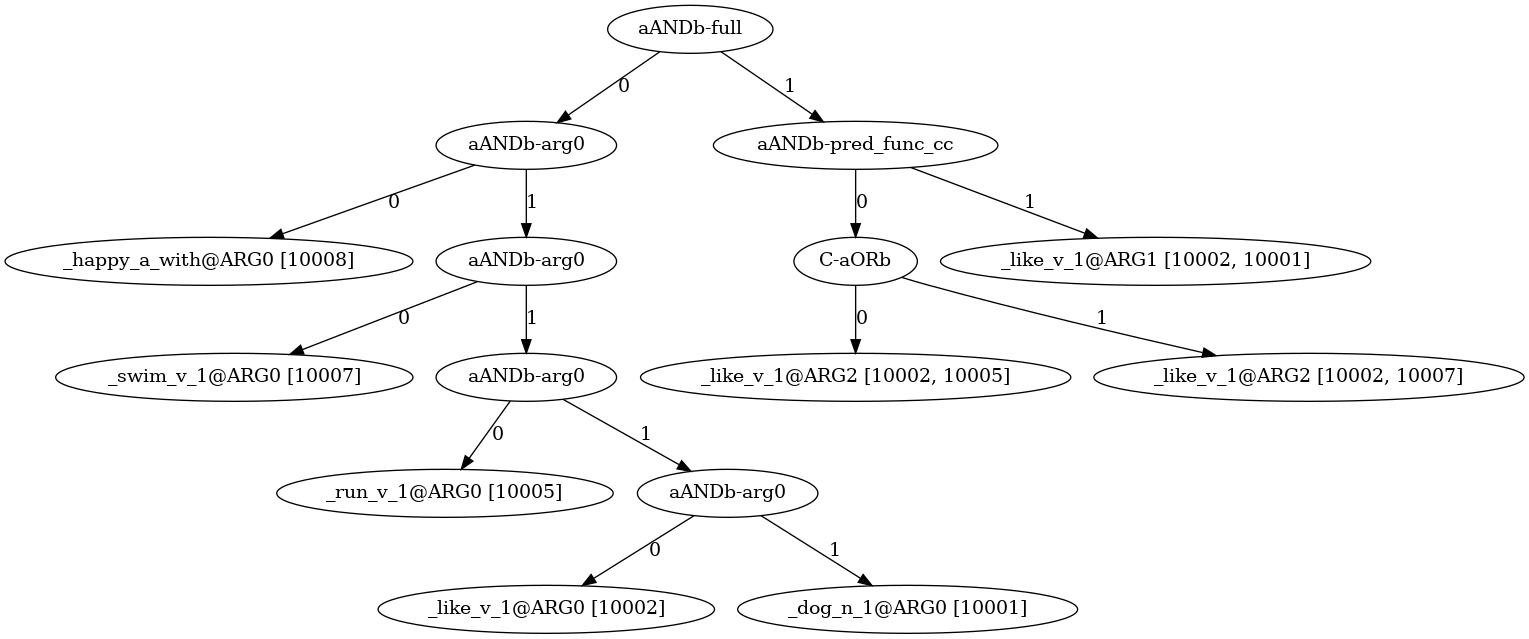 aANDb-full
0
1
aANDb-arg0
aANDb-pred_func_cc
0
1
0
1
_happy_a_with@ARG0 [10008]
aANDb-arg0
C-aORb
_like_v_1@ARG1 [10002, 10001]
0
1
0
1
_swim_v_1@ARG0 [10007]
aANDb-arg0
_like_v_1@ARG2 [10002, 10005]
_like_v_1@ARG2 [10002, 10007]
0
1
_run_v_1@ARG0 [10005]
aANDb-arg0
0
1
_like_v_1@ARG0 [10002]
_dog_n_1@ARG0 [10001]